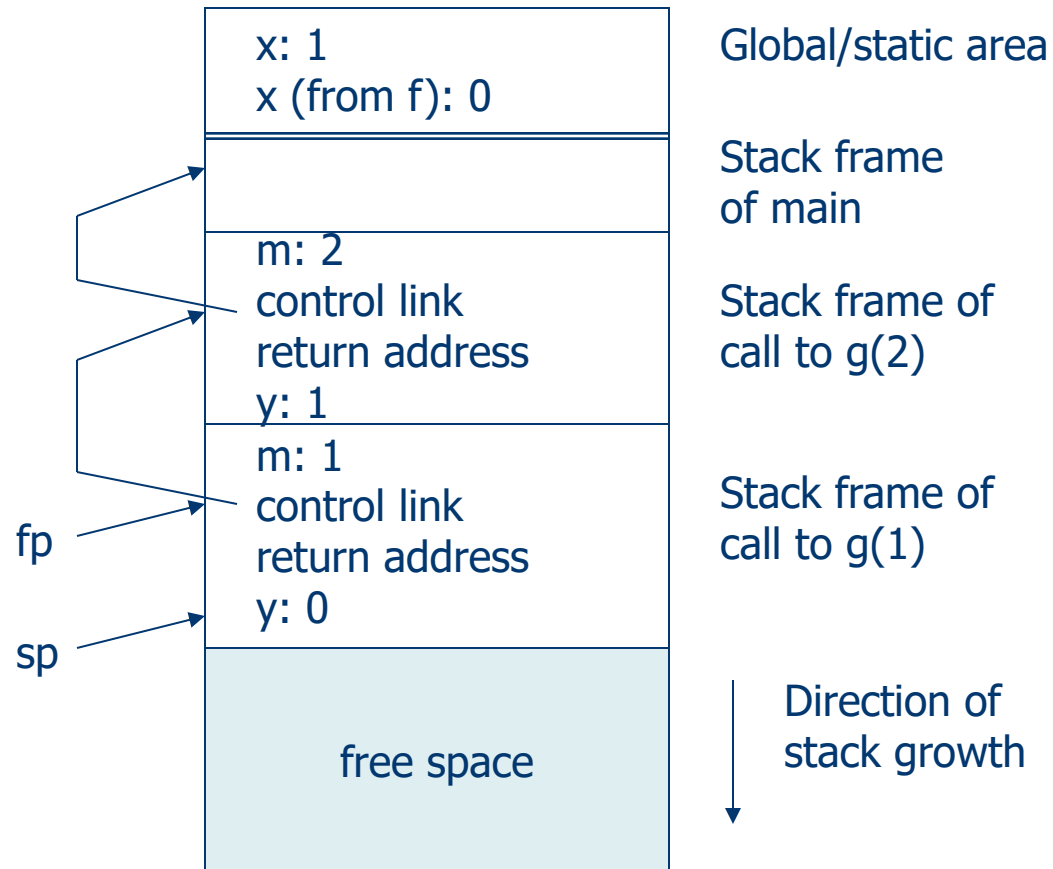 x: 1
x (from f): 0
Global/static area
Stack frame
of main
m: 2
control link
return address
y: 1
Stack frame of
call to g(2)
m: 1
control link
return address
y: 0
Stack frame of
call to g(1)
fp
sp
free space
Direction of
stack growth